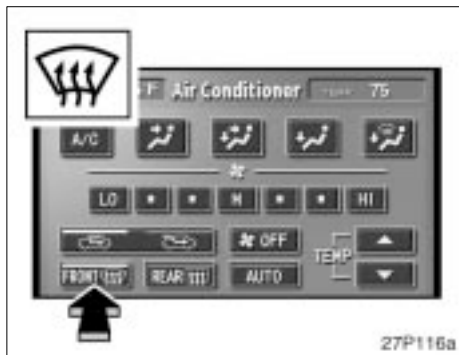 Air Conditioner 75
A/C
LO M HI
OFF TEMP
FRONT REAR AUTO
27P116a